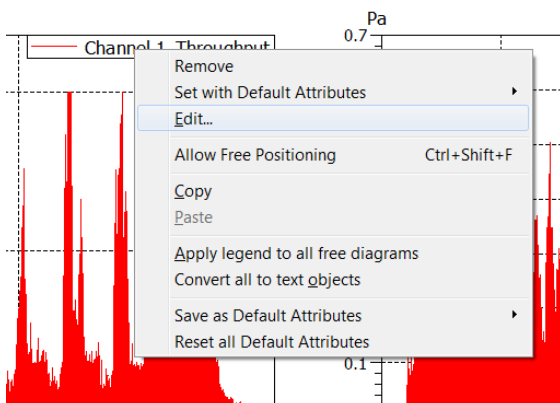 Pa
0.7
Channel 1, Throughput
Remove
Set with Default Attributes
Edit...
Allow Free Positioning Ctrl+Shift+F
Copy
Paste
Apply legend to all free diagrams
Convert all to text objects
Save as Default Attributes
Reset all Default Attributes
0.1